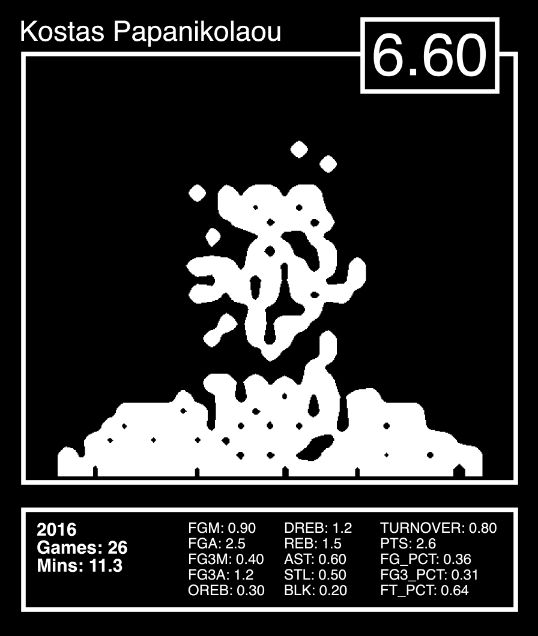 Kostas Papanikolaou
6.60
2016
Games: 26
Mins: 11.3
FGM: 0.90
FGA: 2.5
FG3M: 0.40
FG3A: 1.2
OREB: 0.30
DREB: 1.2
REB: 1.5
AST: 0.60
STL: 0.50
BLK: 0.20
TURNOVER: 0.80
PTS: 2.6
FG_PCT: 0.36
FG3_PCT: 0.31
FT_PCT: 0.64